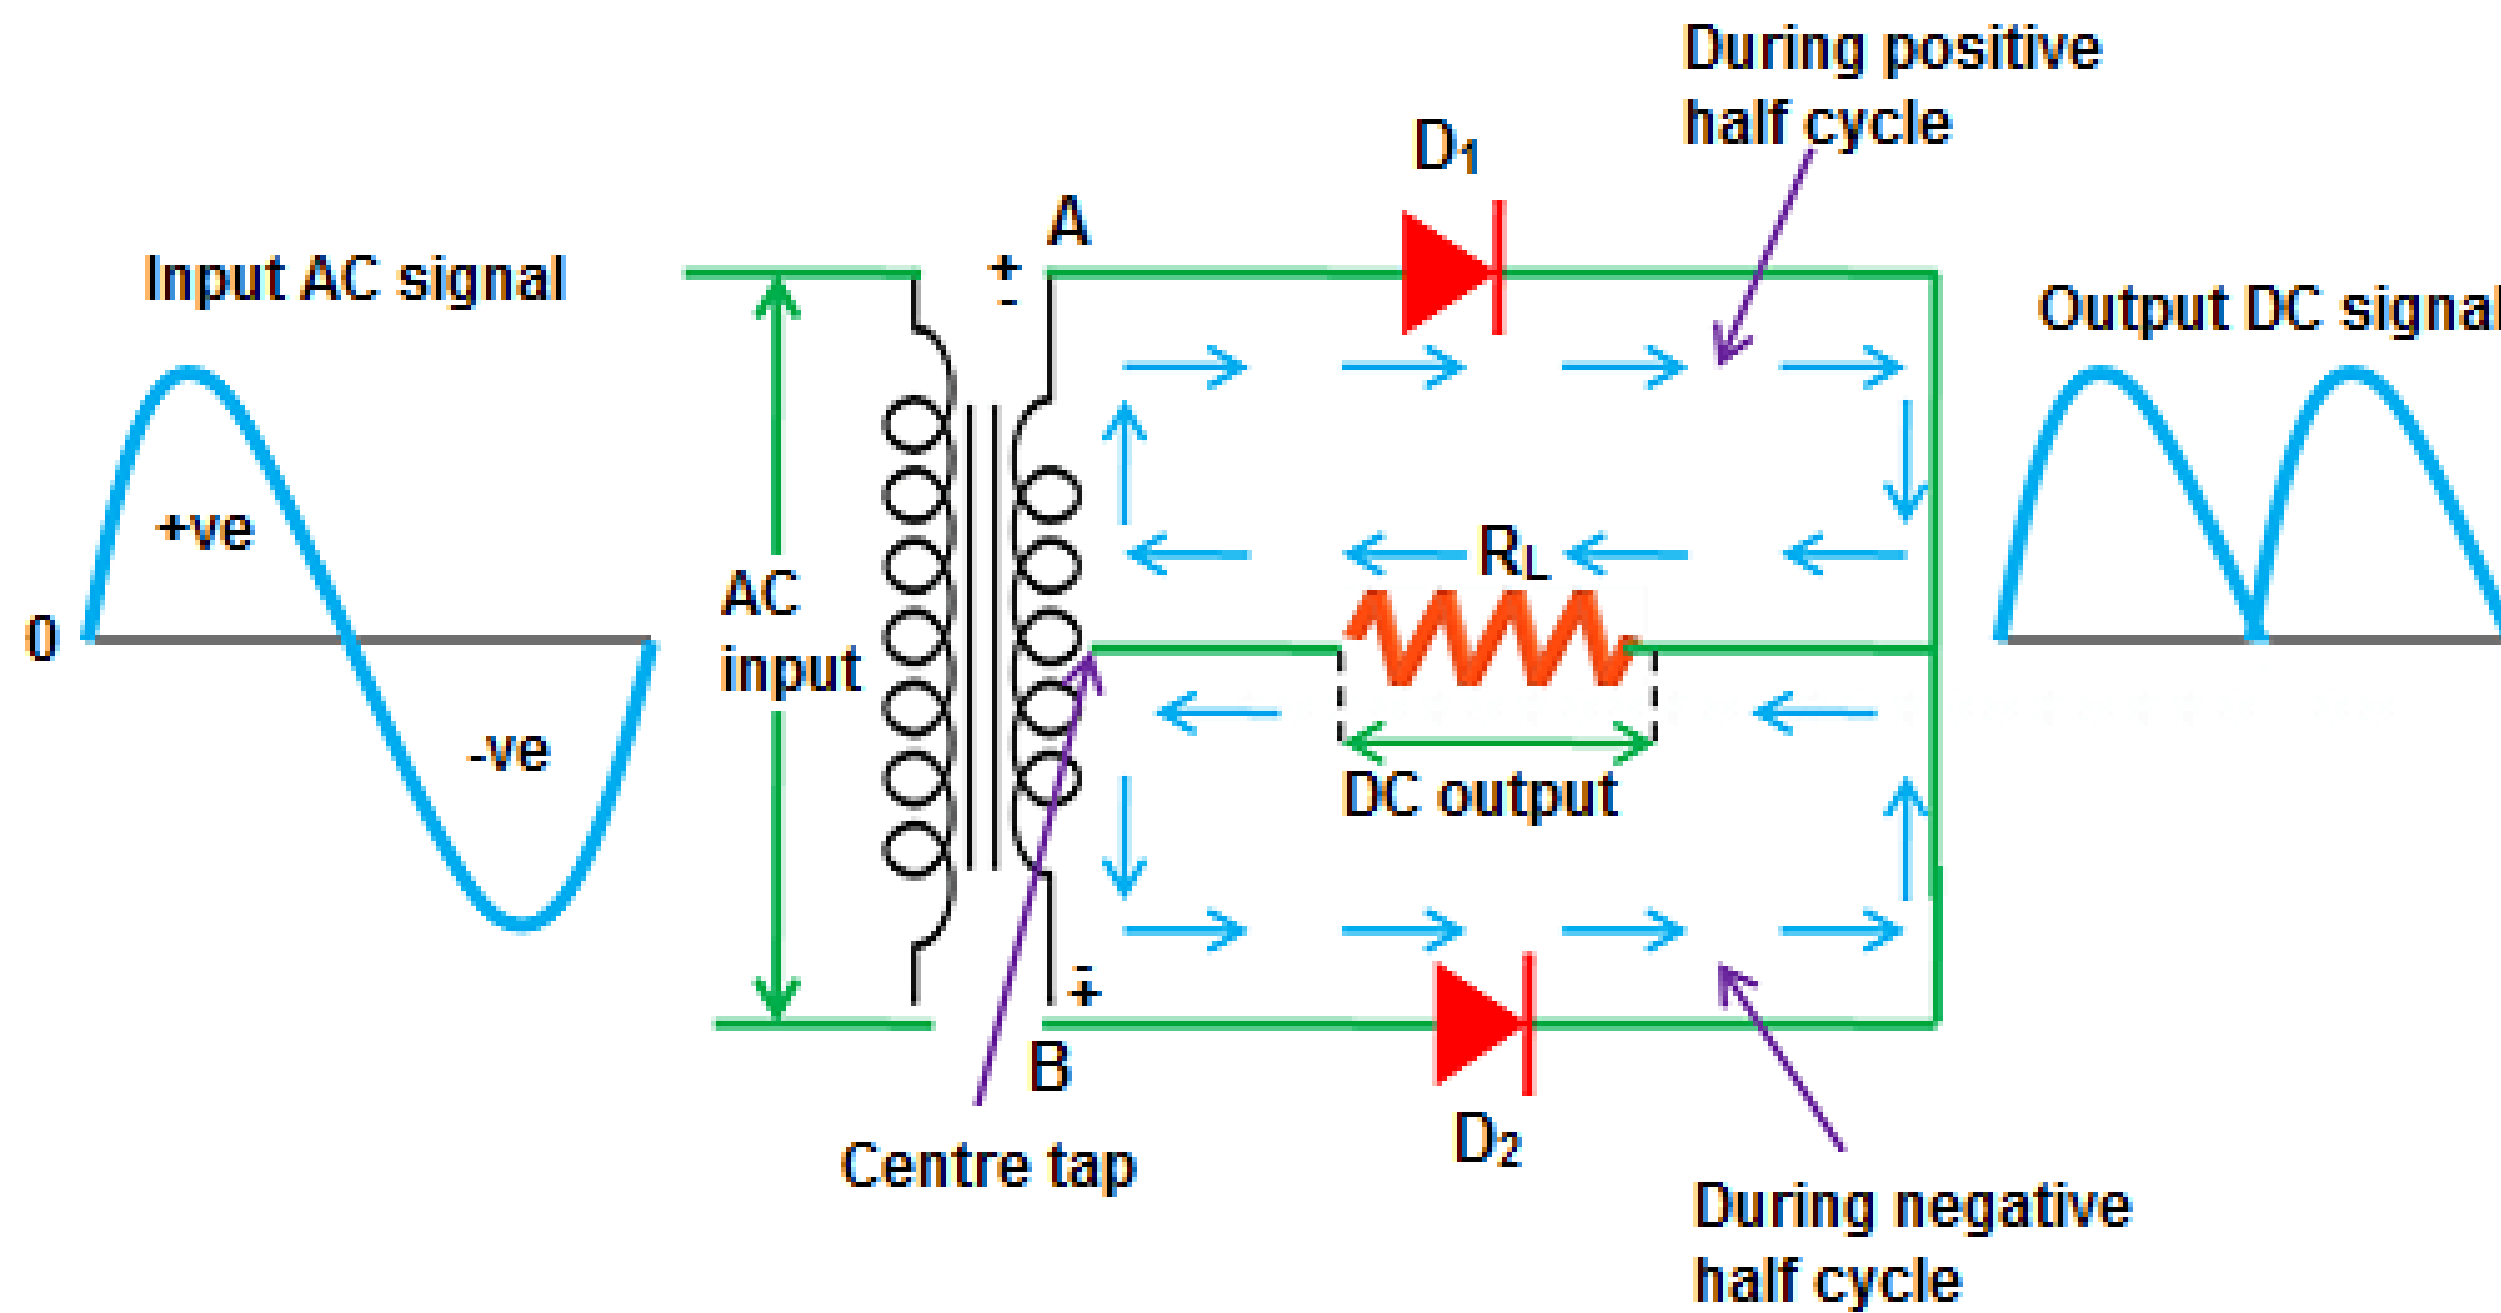 During positive
half cycle
D₁
A
Input AC signal
+
-
Output DC signal
+ve
AC
input
0
R_L
-ve
DC output
-
+
B
D₂
Centre tap
During negative
half cycle